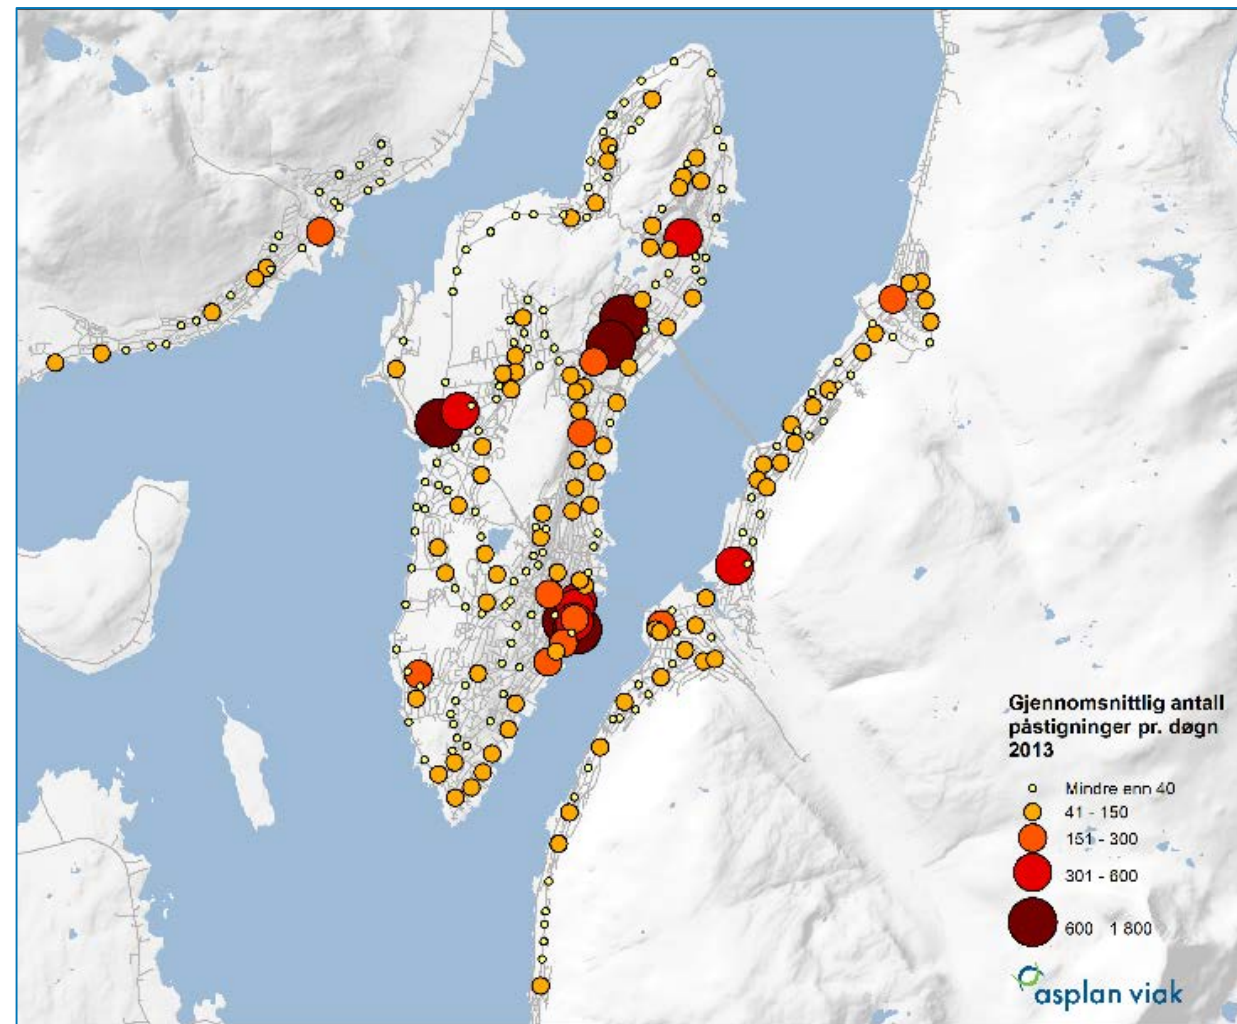 Gjennomsnittlig antall
påstigninger pr. døgn
2013
Mindre enn 40
41 - 150
151 - 300
301 - 600
600 1 800
asplan viak